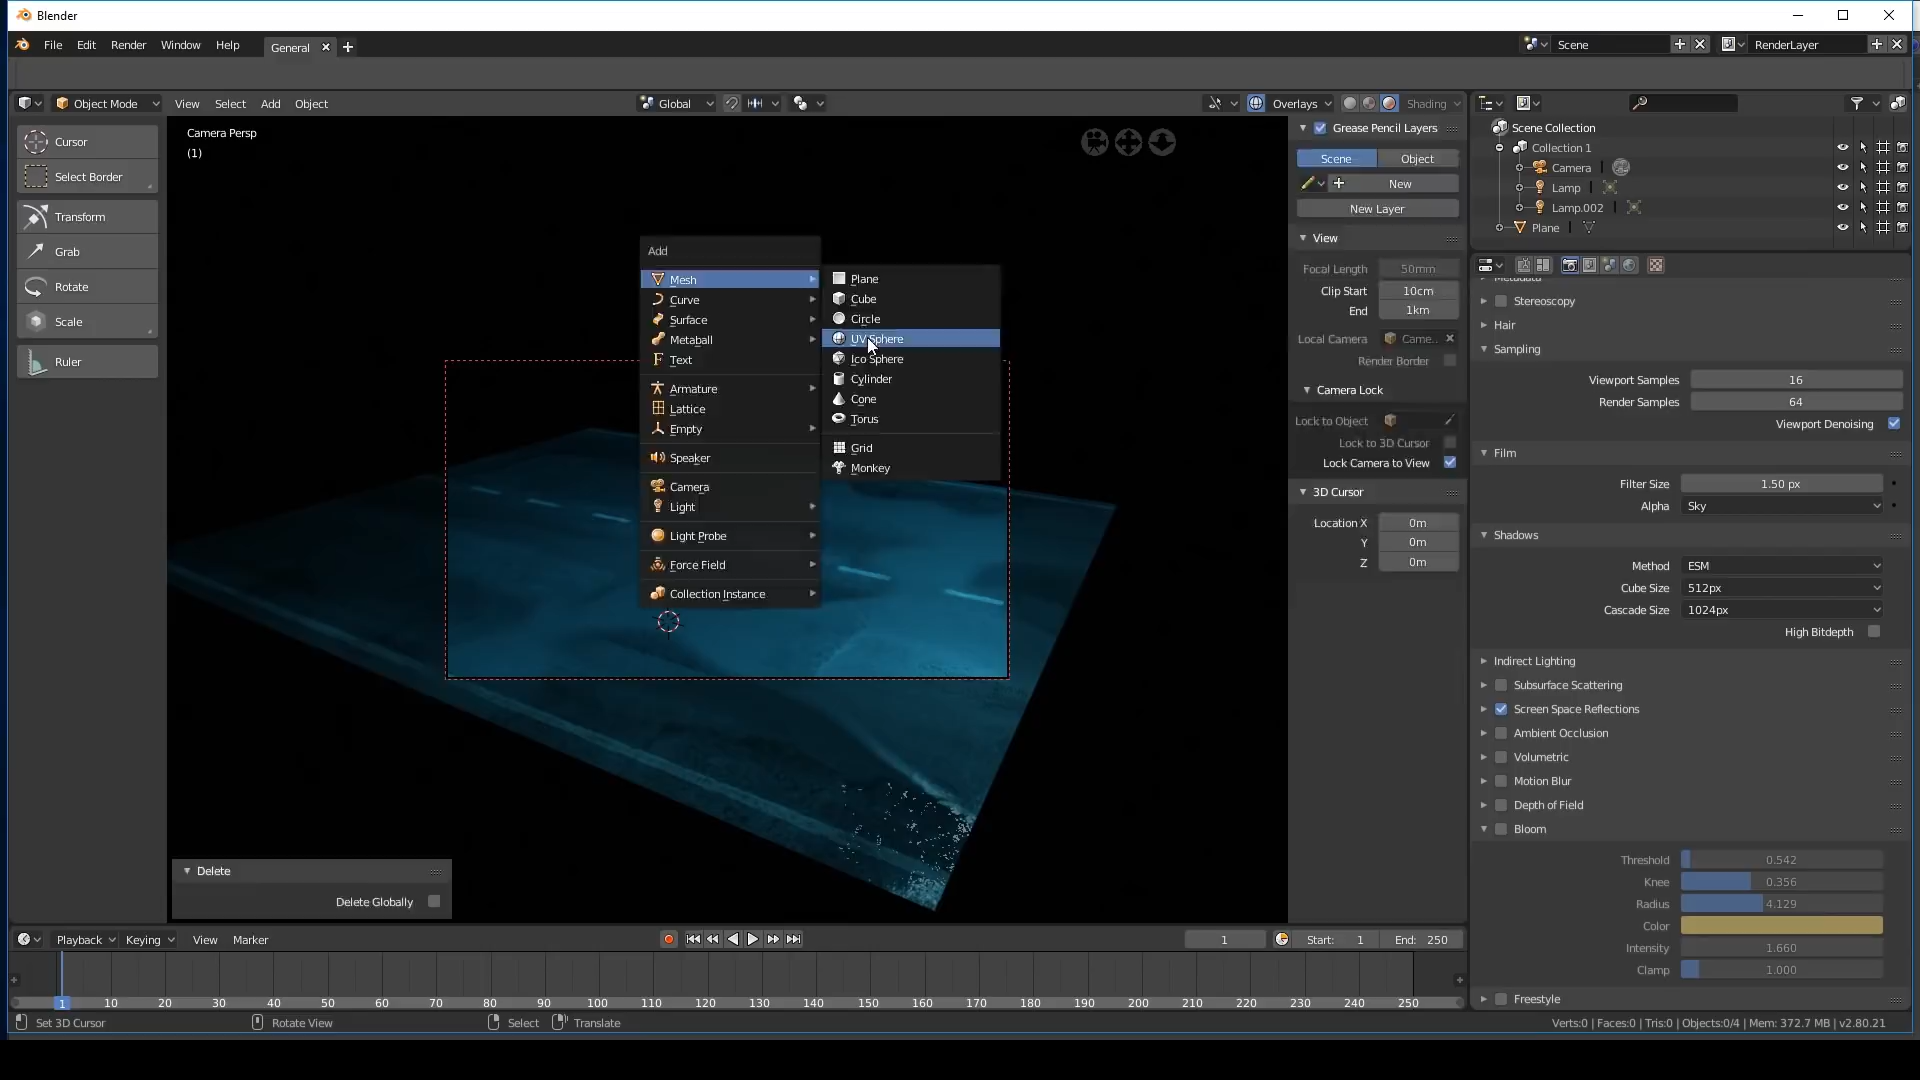 Blender
File Edit Render Window Help General Scene RenderLayer
Object Mode View Select Add Object Global Overlays Shading
Cursor
Select Border
Transform
Grab
Rotate
Scale
Ruler
Camera Persp
(1)
Add
Mesh
Curve
Surface
Metaball
Text
Armature
Lattice
Empty
Speaker
Camera
Light
Light Probe
Force Field
Collection Instance
Plane
Cube
Circle
UV Sphere
Ico Sphere
Cylinder
Cone
Torus
Grid
Monkey
Delete
Delete Globally
Grease Pencil Layers
Scene Object
New
New Layer
View
Focal Length 50mm
Clip Start 10cm
End 1km
Local Camera Came..
Render Border
Camera Lock
Lock to Object
Lock to 3D Cursor
Lock Camera to View
3D Cursor
Location X 0m
Y 0m
Z 0m
Scene Collection
Collection 1
Camera
Lamp
Lamp.002
Plane
Stereoscopy
Hair
Sampling
Viewport Samples 16
Render Samples 64
Viewport Denoising
Film
Filter Size 1.50 px
Alpha Sky
Shadows
Method ESM
Cube Size 512px
Cascade Size 1024px
High Bitdepth
Indirect Lighting
Subsurface Scattering
Screen Space Reflections
Ambient Occlusion
Volumetric
Motion Blur
Depth of Field
Bloom
Threshold 0.542
Knee 0.356
Radius 4.129
Color
Intensity 1.660
Clamp 1.000
Freestyle
Playback Keying View Marker 1 Start: 1 End: 250
1 10 20 30 40 50 60 70 80 90 100 110 120 130 140 150 160 170 180 190 200 210 220 230 240 250
Set 3D Cursor Rotate View Select Translate Verts:0 | Faces:0 | Tris:0 | Objects:0/4 | Mem: 372.7 MB | v2.80.21